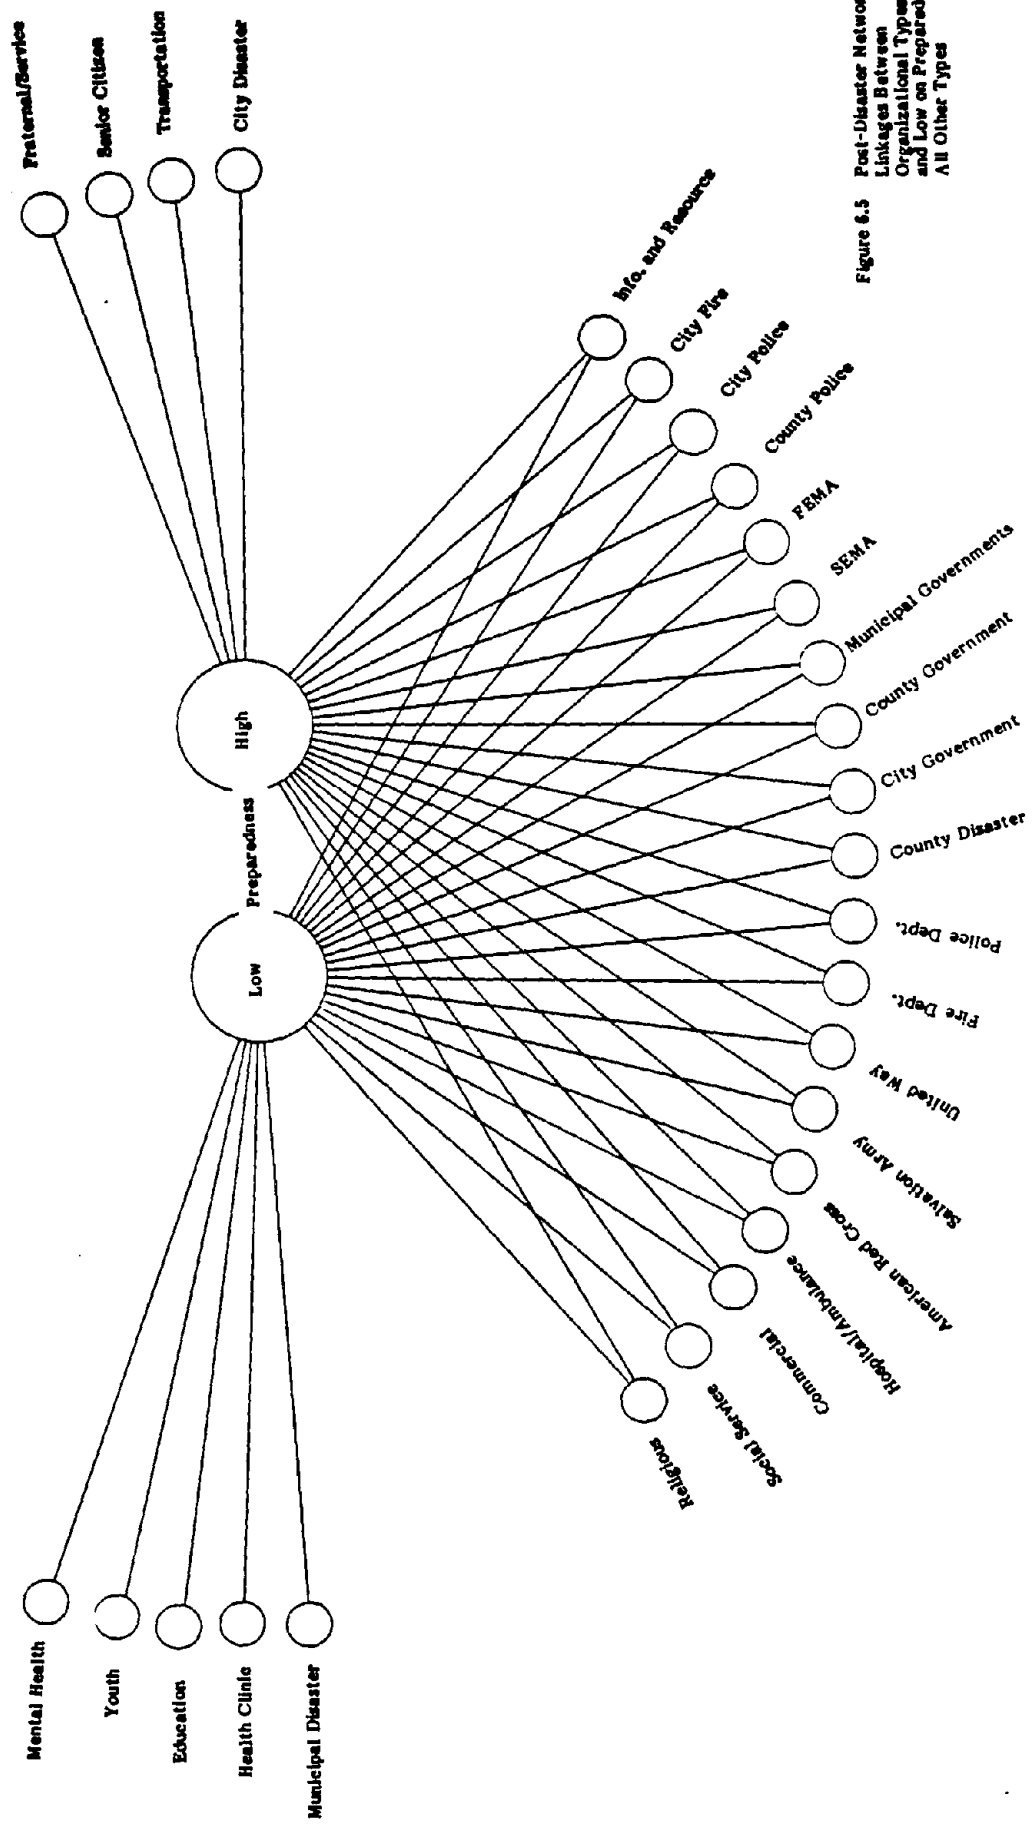 Fraternal/Service
Senior Citizen
Transportation
City Disaster
High
Preparedness
Low
Mental Health
Youth
Education
Health Clinic
Municipal Disaster
Info. and Resource
City Fire
City Police
County Police
FEMA
SEMA
Municipal Governments
County Government
City Government
County Disaster
Police Dept.
Fire Dept.
United Way
Salvation Army
American Red Cross
Hospital/Ambulance
Commercial
Social Service
Religious
Figure 6.5 Post-Disaster
Linkages Between
Organizational
and Low on
All Other Types